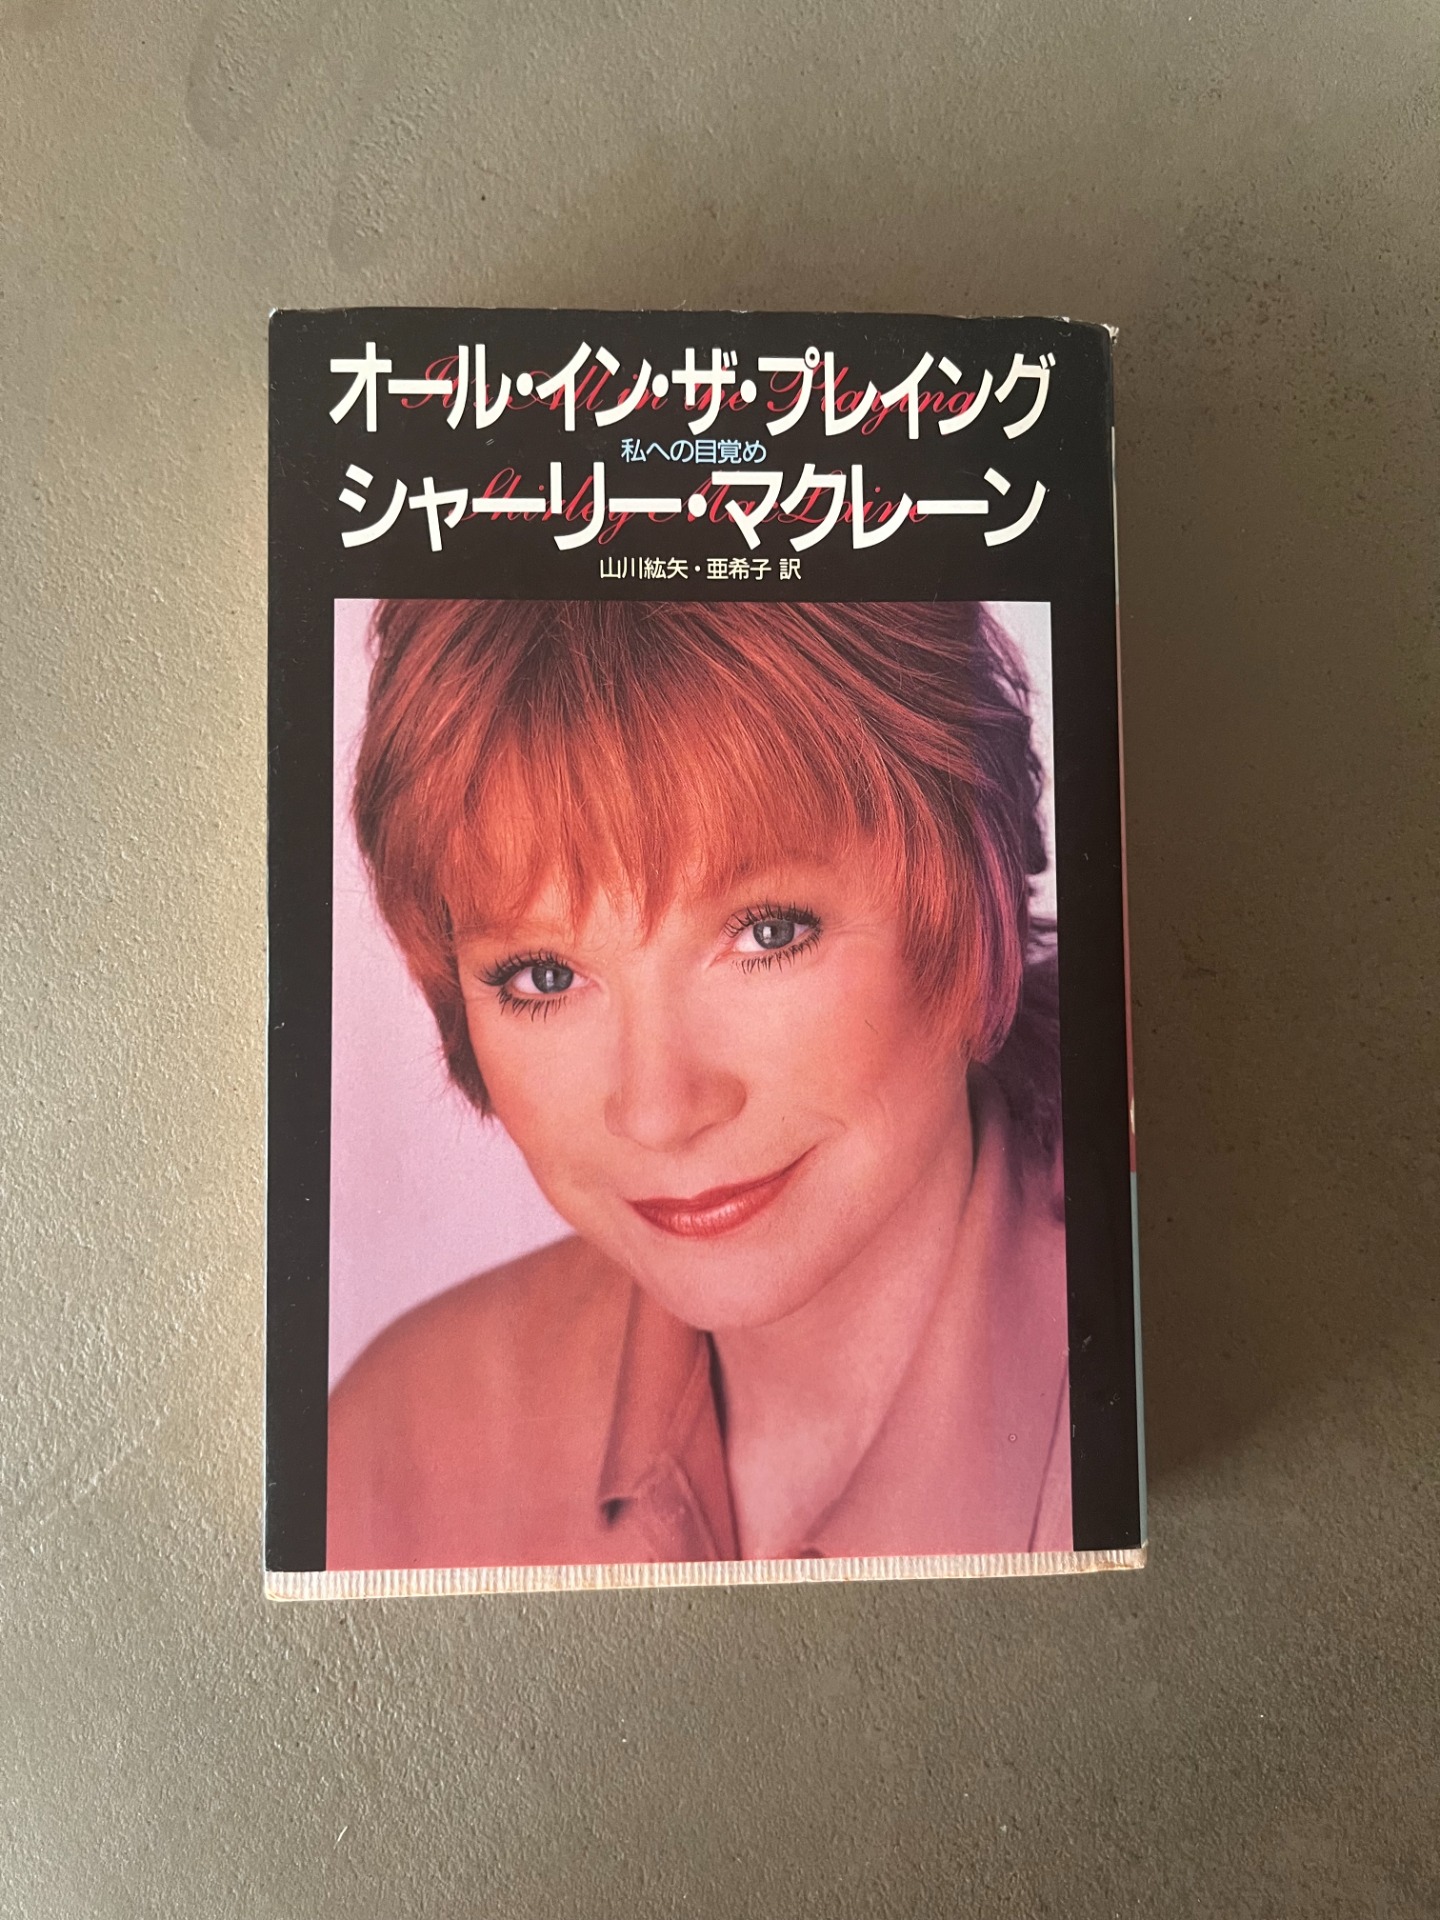 オール・イン・ザ・プレイング
It's All in the Playing
私への目覚め
シャーリー・マクレーン
Shirley MacLaine
山川紘矢・亜希子 訳